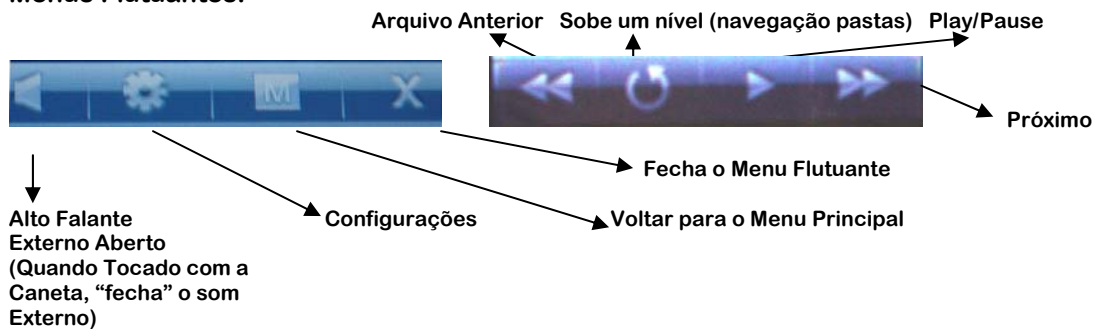 Menus Flutuantes:
Arquivo Anterior Sobe um nível (navegação pastas) Play/Pause
M X
Próximo
Fecha o Menu Flutuante
Alto Falante
Externo Aberto
(Quando Tocado com a
Caneta, “fecha” o som
Externo)
Configurações
Voltar para o Menu Principal